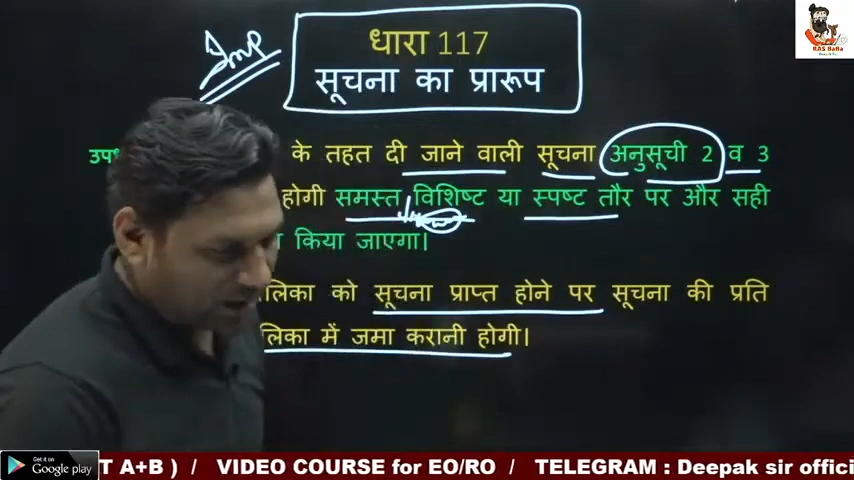 RAS BaBa
Imp
धारा 117
सूचना का प्रारूप
के तहत दी जाने वाली सूचना अनुसूची 2 व 3
होगी समस्त विशिष्ट या स्पष्ट तौर पर और सही
किया जाएगा।
को सूचना प्राप्त होने पर सूचना की प्रति
में जमा करानी होगी।
Get it on
Google play
T A+B ) / VIDEO COURSE for EO/RO / TELEGRAM : Deepak sir offici